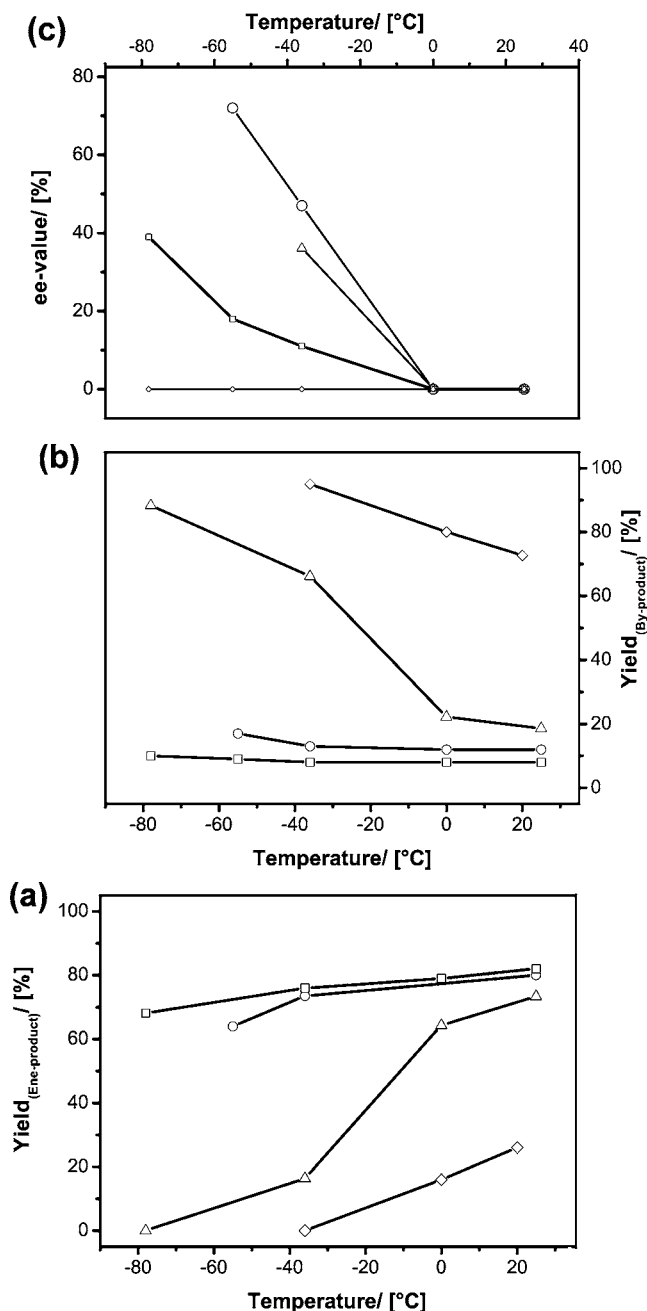 (c)
Temperature/ [°C]
-80 -60 -40 -20 0 20 40
ee-value/ [%]
80
60
40
20
0
(b)
Yield(By-product)/ [%]
100
80
60
40
20
0
-80 -60 -40 -20 0 20
Temperature/ [°C]
(a)
Yield(Ene-product)/ [%]
100
80
60
40
20
0
-80 -60 -40 -20 0 20
Temperature/ [°C]